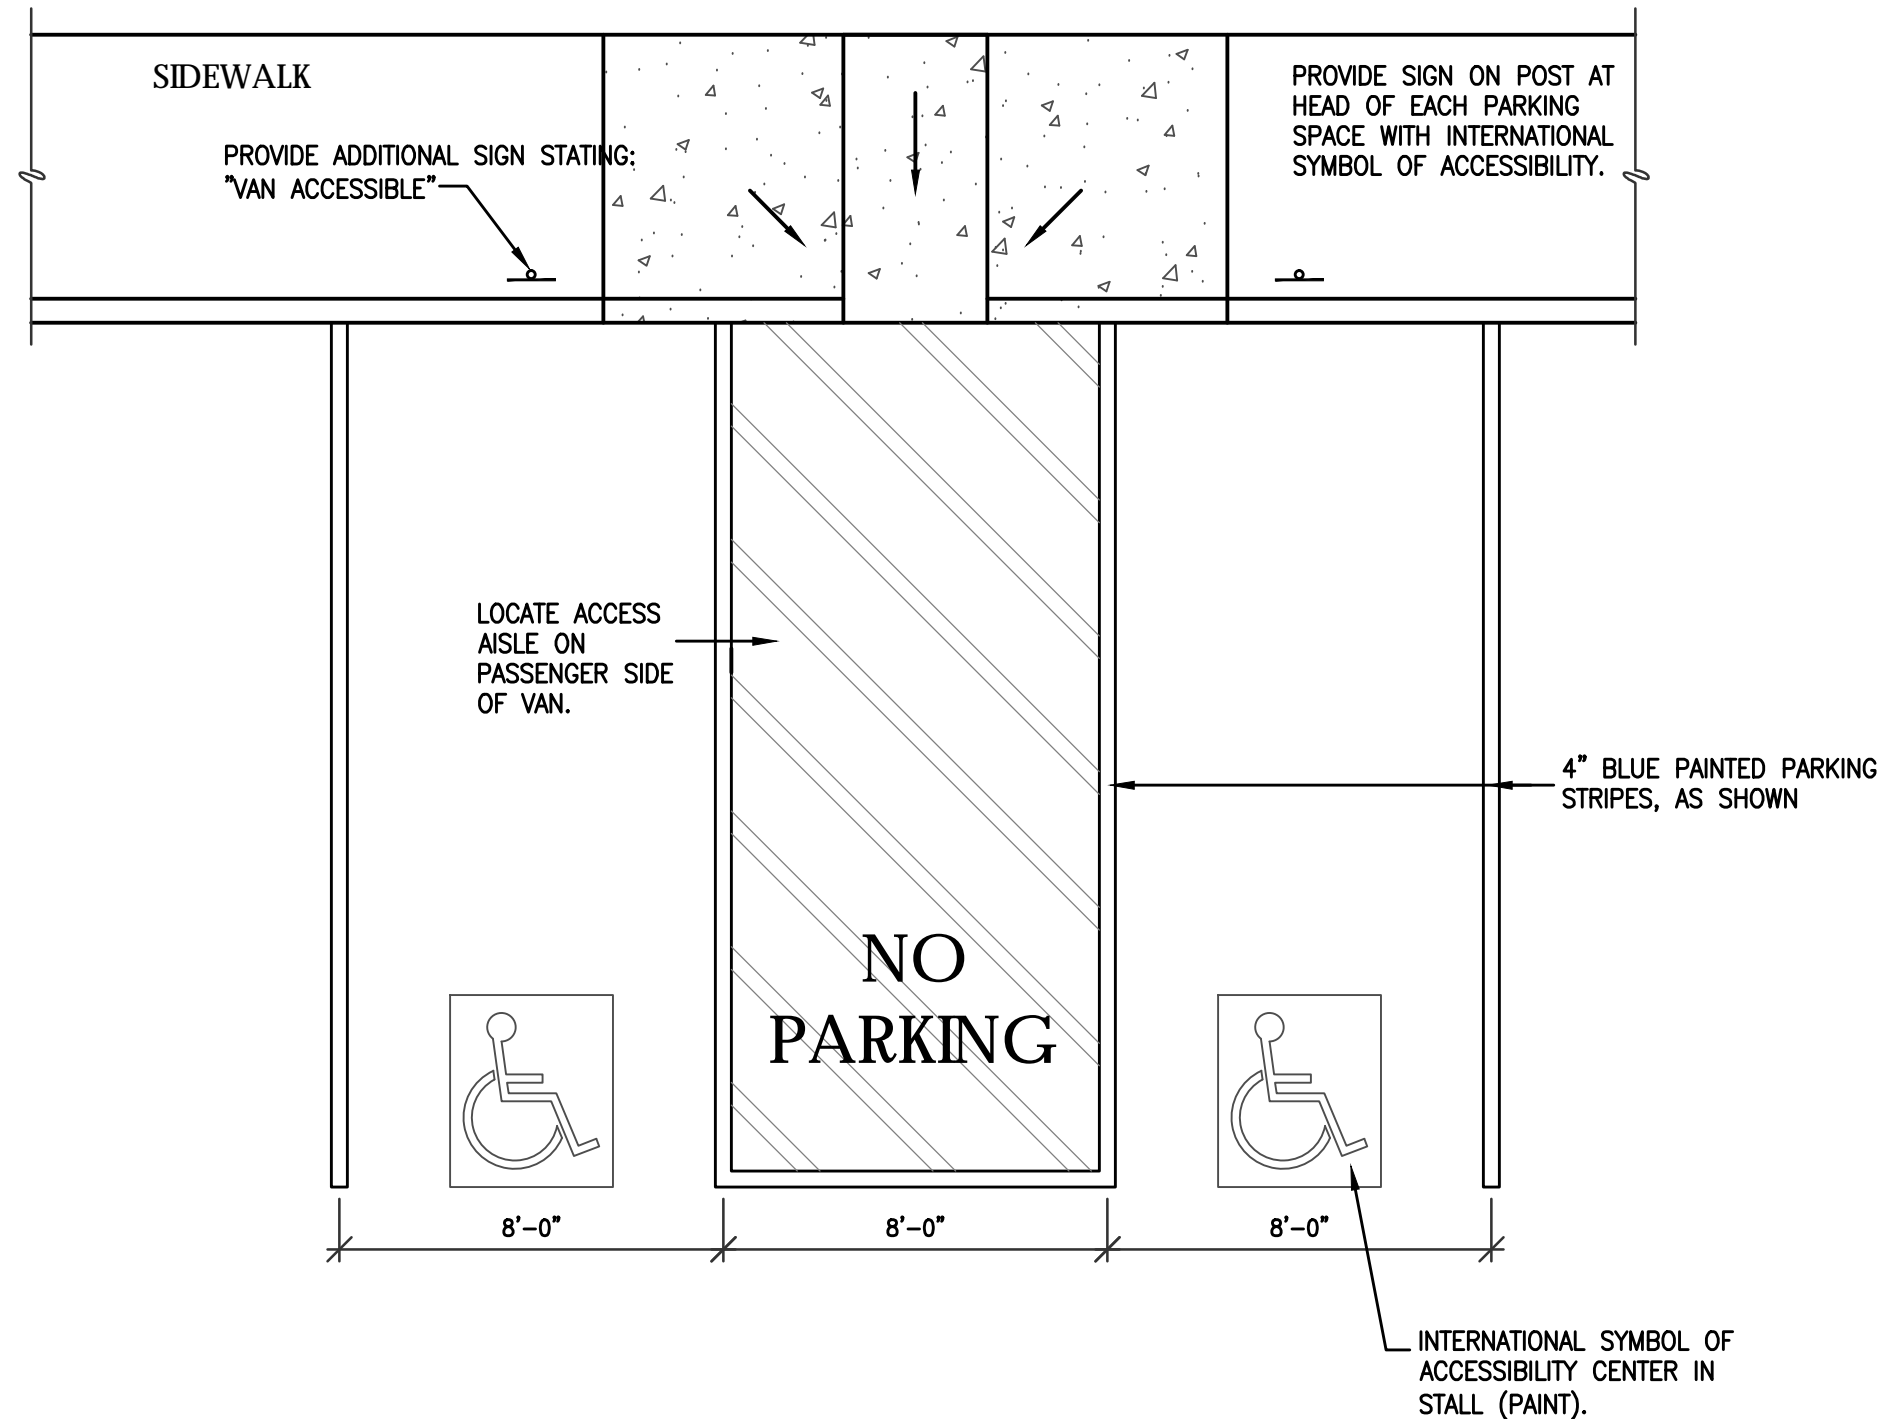 SIDEWALK
PROVIDE ADDITIONAL SIGN STATING:
"VAN ACCESSIBLE"
PROVIDE SIGN ON POST AT
HEAD OF EACH PARKING
SPACE WITH INTERNATIONAL
SYMBOL OF ACCESSIBILITY.
LOCATE ACCESS
AISLE ON
PASSENGER SIDE
OF VAN.
4" BLUE PAINTED PARKING
STRIPES, AS SHOWN
NO
PARKING
8'-0"
8'-0"
8'-0"
INTERNATIONAL SYMBOL OF
ACCESSIBILITY CENTER IN
STALL (PAINT).